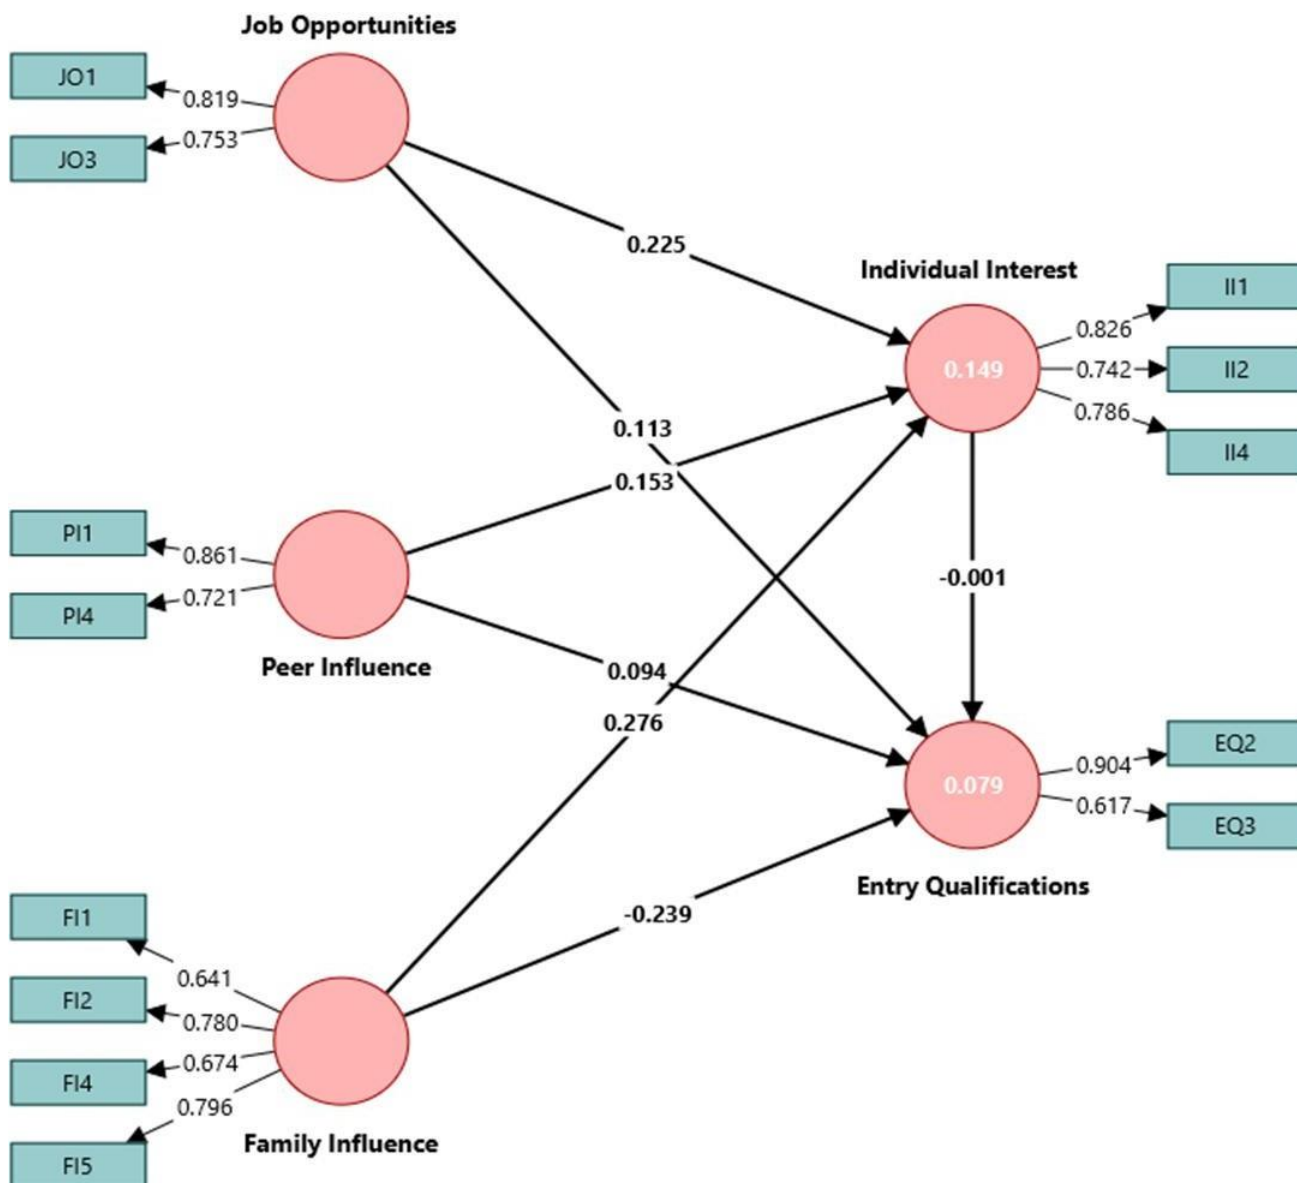 Job Opportunities
JO1
0.819
JO3
0.753
0.225
Individual Interest
II1
0.826
0.149
II2
0.742
0.786
II4
0.113
0.153
PI1
0.861
PI4
0.721
Peer Influence
-0.001
0.094
0.276
EQ2
0.904
0.079
0.617
EQ3
Entry Qualifications
-0.239
FI1
0.641
FI2
0.780
FI4
0.674
0.796
FI5
Family Influence